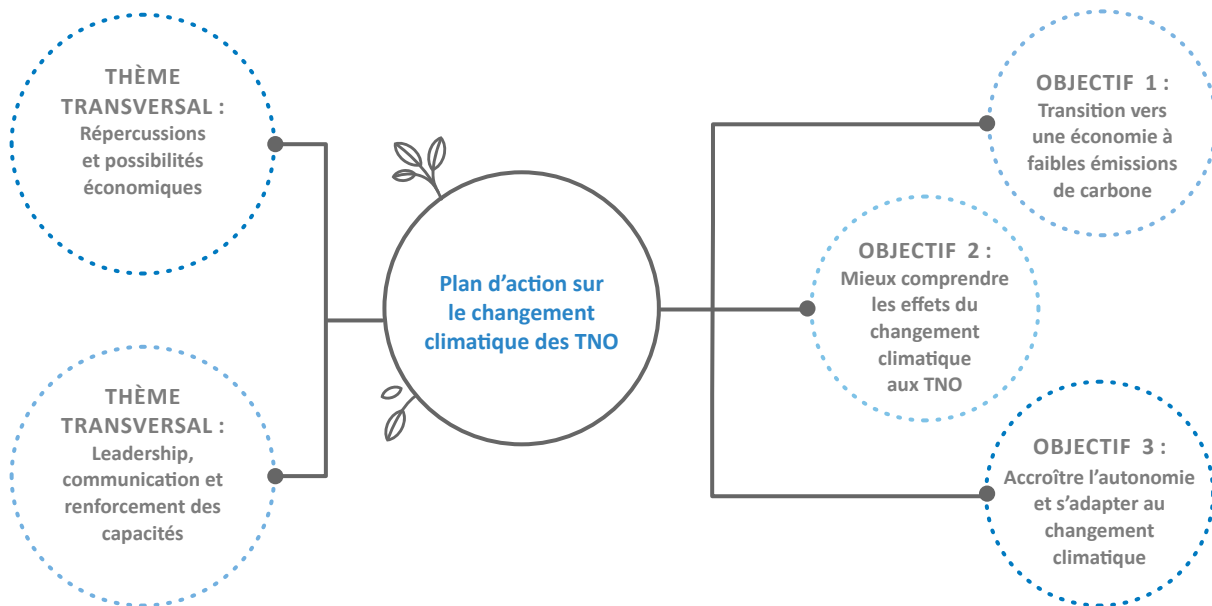 THÈME
TRANSVERSAL :
Répercussions
et possibilités
économiques
THÈME
TRANSVERSAL :
Leadership,
communication et
renforcement des
capacités
Plan d’action sur
le changement
climatique des TNO
OBJECTIF 1 :
Transition vers
une économie à
faibles émissions
de carbone
OBJECTIF 2 :
Mieux comprendre
les effets du
changement
climatique
aux TNO
OBJECTIF 3 :
Accroître l’autonomie
et s’adapter au
changement
climatique